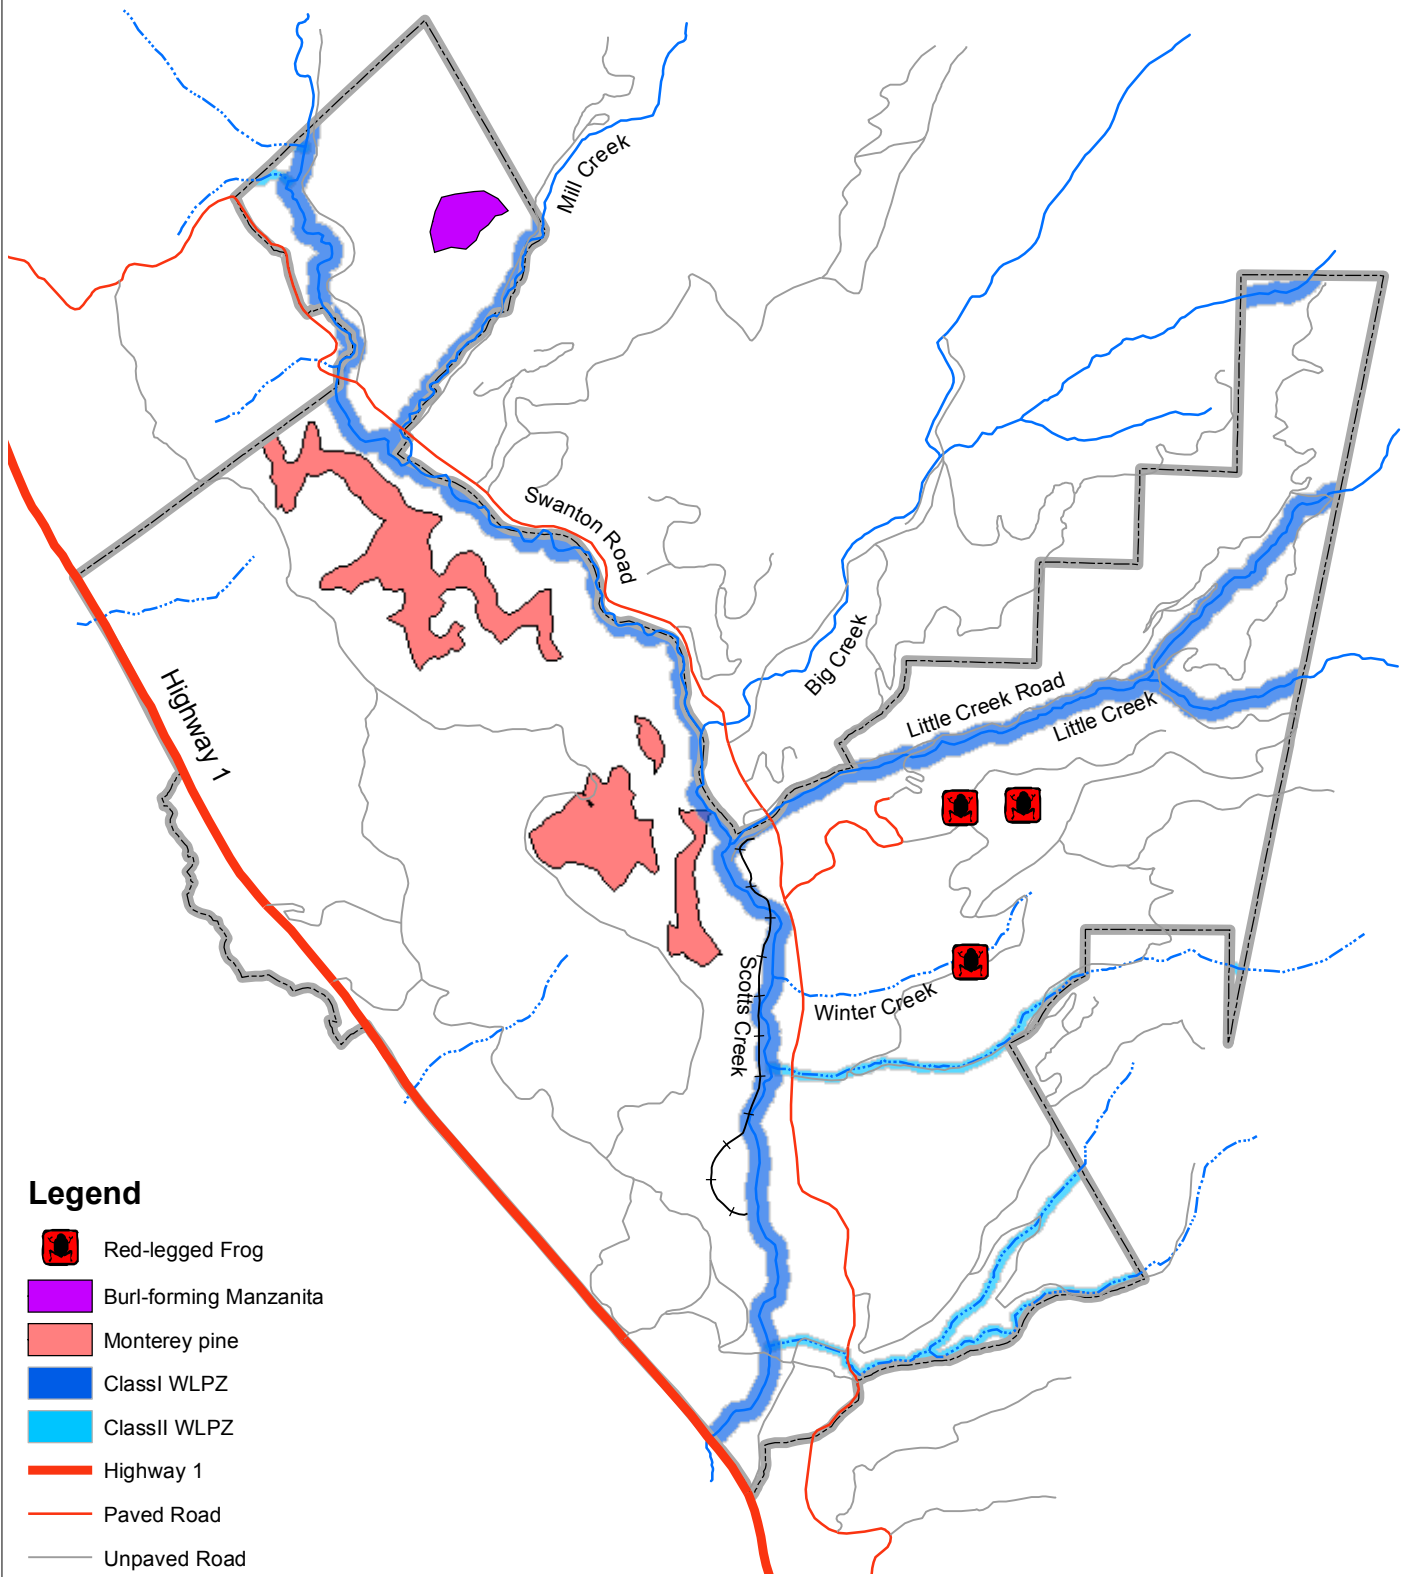 Mill Creek
Swanton Road
Big Creek
Little Creek Road
Little Creek
Highway 1
Scotts Creek
Winter Creek
Legend
Red-legged Frog
Burl-forming Manzanita
Monterey pine
ClassI WLPZ
ClassII WLPZ
Highway 1
Paved Road
Unpaved Road